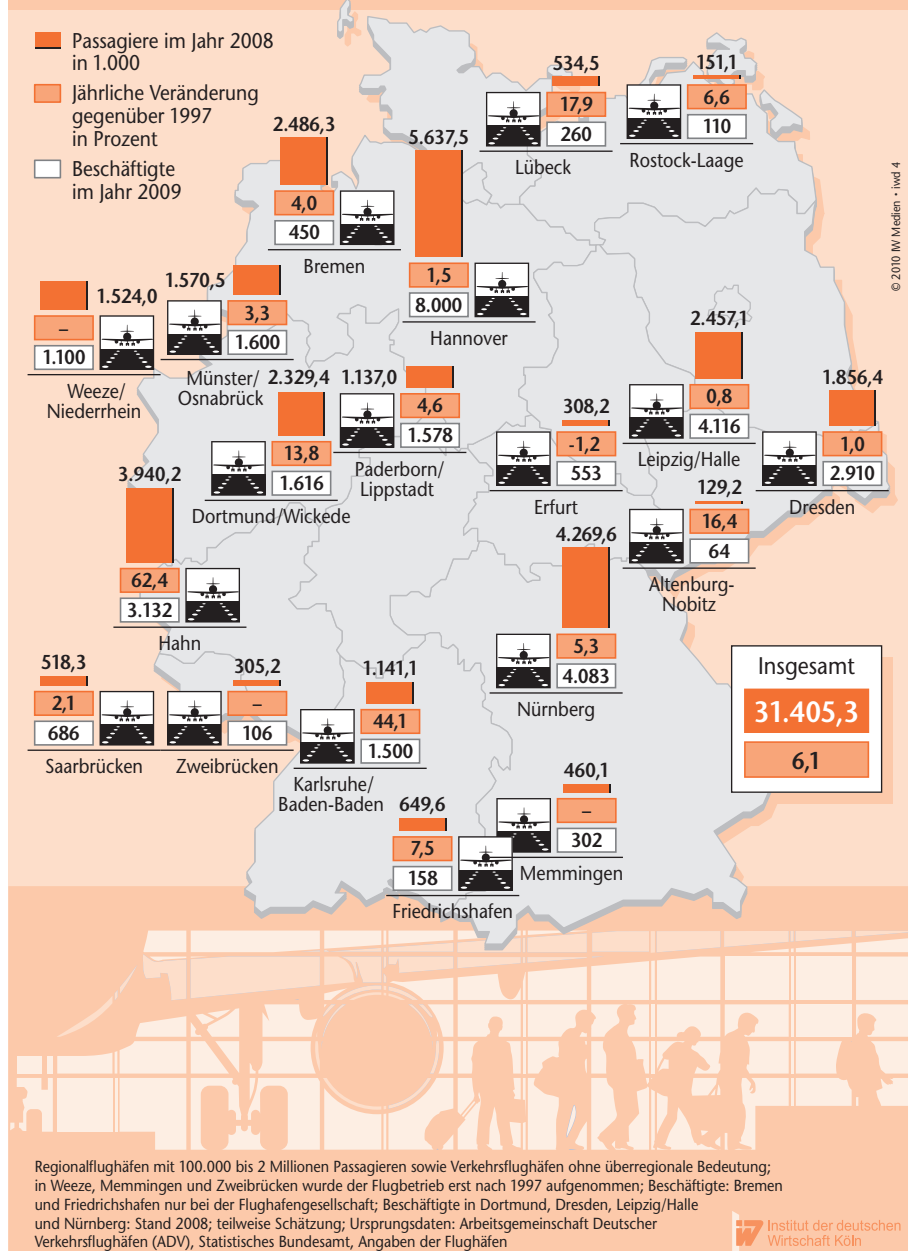 Passagiere im Jahr 2008
in 1.000
Jährliche Veränderung
gegenüber 1997
in Prozent
Beschäftigte
im Jahr 2009
534,5
17,9
260
Lübeck
151,1
6,6
110
Rostock-Laage
2.486,3
4,0
450
Bremen
5.637,5
1,5
8.000
Hannover
© 2010 IW Medien • iwd 4
1.524,0
–
1.100
Weeze/
Niederrhein
1.570,5
3,3
1.600
Münster/
Osnabrück
2.329,4
13,8
1.616
Dortmund/Wickede
1.137,0
4,6
1.578
Paderborn/
Lippstadt
308,2
-1,2
553
Erfurt
2.457,1
0,8
4.116
Leipzig/Halle
1.856,4
1,0
2.910
Dresden
129,2
16,4
64
Altenburg-
Nobitz
3.940,2
62,4
3.132
Hahn
4.269,6
5,3
4.083
Nürnberg
518,3
2,1
686
Saarbrücken
305,2
–
106
Zweibrücken
1.141,1
44,1
1.500
Karlsruhe/
Baden-Baden
649,6
7,5
158
Friedrichshafen
460,1
–
302
Memmingen
Insgesamt
31.405,3
6,1
Regionalflughäfen mit 100.000 bis 2 Millionen Passagieren sowie Verkehrsflughäfen ohne überregionale Bedeutung;
in Weeze, Memmingen und Zweibrücken wurde der Flugbetrieb erst nach 1997 aufgenommen; Beschäftigte: Bremen
und Friedrichshafen nur bei der Flughafengesellschaft; Beschäftigte in Dortmund, Dresden, Leipzig/Halle
und Nürnberg: Stand 2008; teilweise Schätzung; Ursprungsdaten: Arbeitsgemeinschaft Deutscher
Verkehrsflughäfen (ADV), Statistisches Bundesamt, Angaben der Flughäfen
Institut der deutschen
Wirtschaft Köln